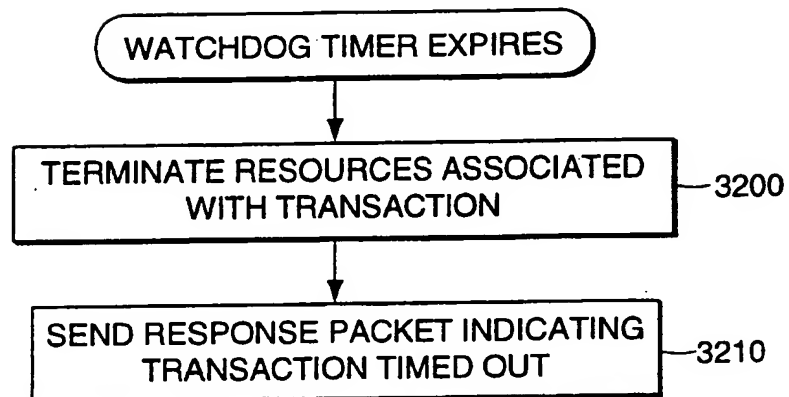 WATCHDOG TIMER EXPIRES
TERMINATE RESOURCES ASSOCIATED
WITH TRANSACTION
3200
SEND RESPONSE PACKET INDICATING
TRANSACTION TIMED OUT
3210